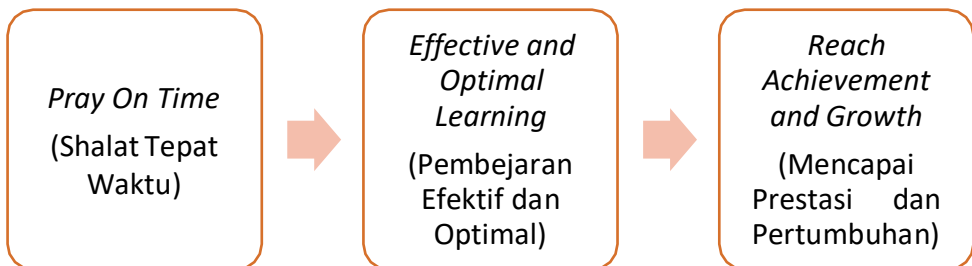 Pray On Time
(Shalat Tepat
Waktu)
Effective and
Optimal
Learning
(Pembejaran
Efektif dan
Optimal)
Reach
Achievement
and Growth
(Mencapai
Prestasi dan
Pertumbuhan)